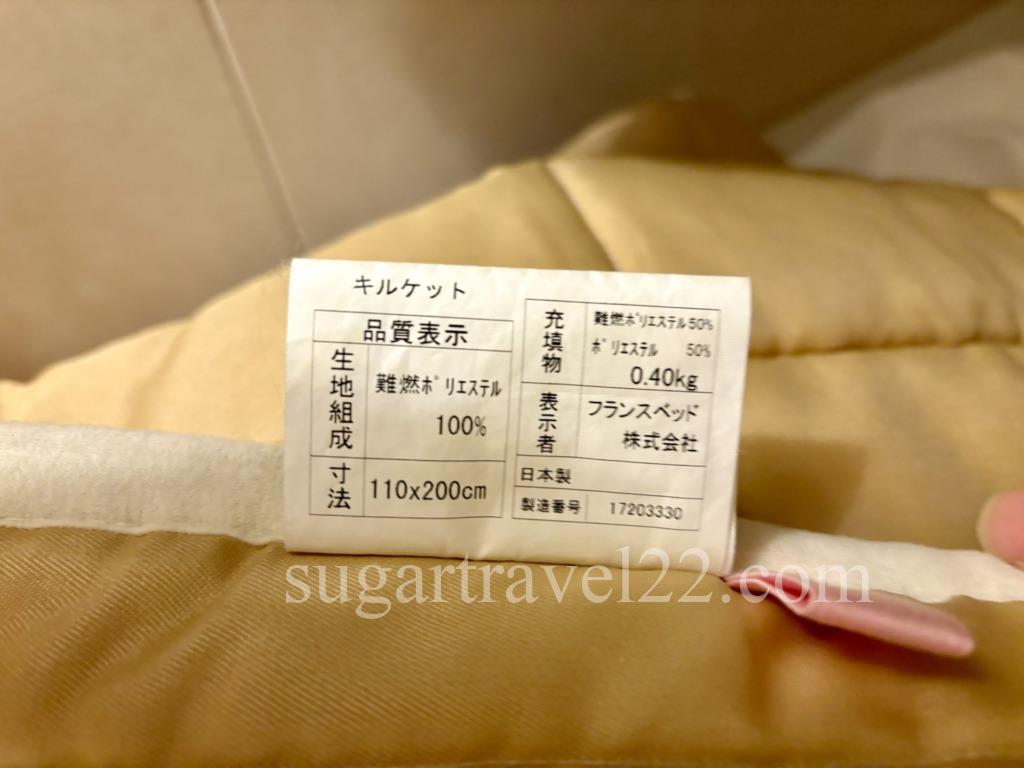 キルケット
品質表示
生地組成
難燃ポリエステル
100%
寸法
110x200cm
充填物
難燃ポリエステル50%
ポリエステル 50%
0.40kg
表示者
フランスベッド
株式会社
日本製
製造番号 17203330
sugartravel22.com